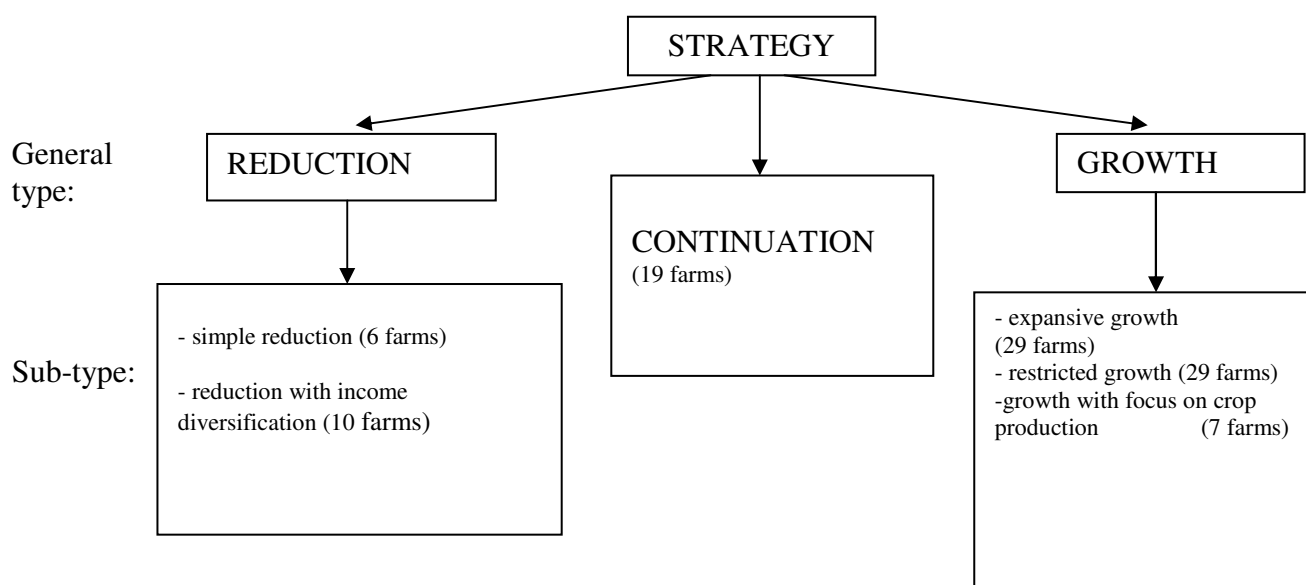 STRATEGY
General
type:
REDUCTION
CONTINUATION
(19 farms)
GROWTH
Sub-type:
- simple reduction (6 farms)
- reduction with income
diversification (10 farms)
- expansive growth
(29 farms)
- restricted growth (29 farms)
-growth with focus on crop
production (7 farms)